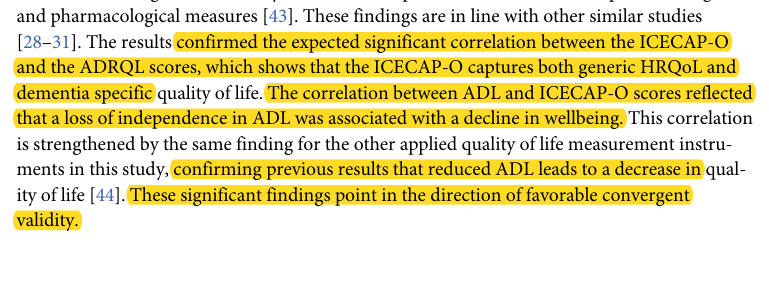 and pharmacological measures [43]. These findings are in line with other similar studies
[28–31]. The results confirmed the expected significant correlation between the ICECAP-O
and the ADRQL scores, which shows that the ICECAP-O captures both generic HRQoL and
dementia specific quality of life. The correlation between ADL and ICECAP-O scores reflected
that a loss of independence in ADL was associated with a decline in wellbeing. This correlation
is strengthened by the same finding for the other applied quality of life measurement instru-
ments in this study, confirming previous results that reduced ADL leads to a decrease in qual-
ity of life [44]. These significant findings point in the direction of favorable convergent
validity.